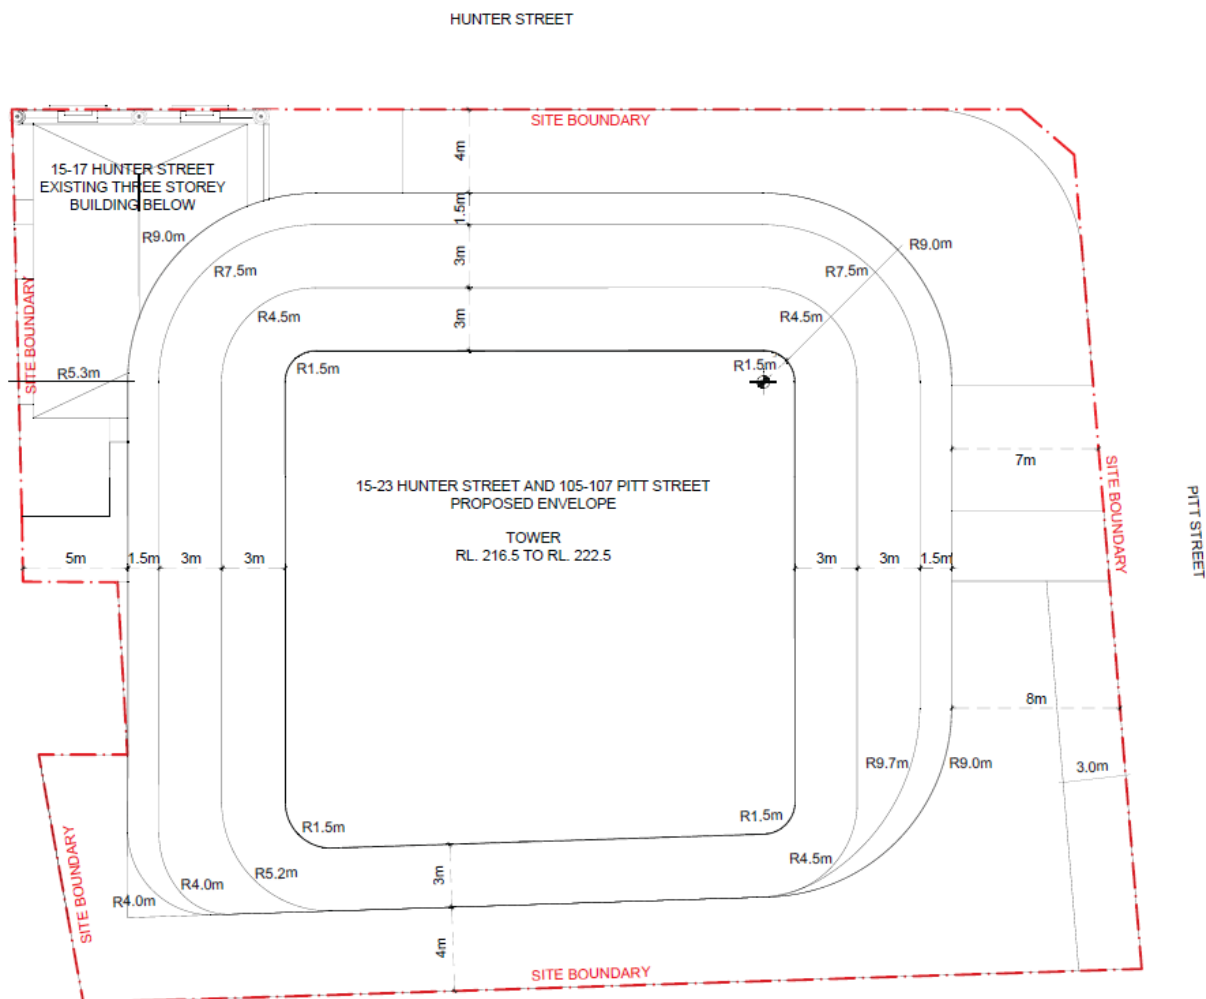 HUNTER STREET
SITE BOUNDARY
4m
15-17 HUNTER STREET
EXISTING THREE STOREY
BUILDING BELOW
1.5m
R9.0m
R9.0m
3m
R7.5m
R7.5m
R4.5m
3m
R4.5m
SITE BOUNDARY
R5.3m
R1.5m
R1.5m
7m
SITE BOUNDARY
PITT STREET
15-23 HUNTER STREET AND 105-107 PITT STREET
PROPOSED ENVELOPE
TOWER
RL. 216.5 TO RL. 222.5
5m
1.5m
3m
3m
3m
3m
1.5m
8m
R9.7m
R9.0m
3.0m
R1.5m
R1.5m
R4.5m
SITE BOUNDARY
R4.0m
R4.0m
R5.2m
3m
4m
SITE BOUNDARY